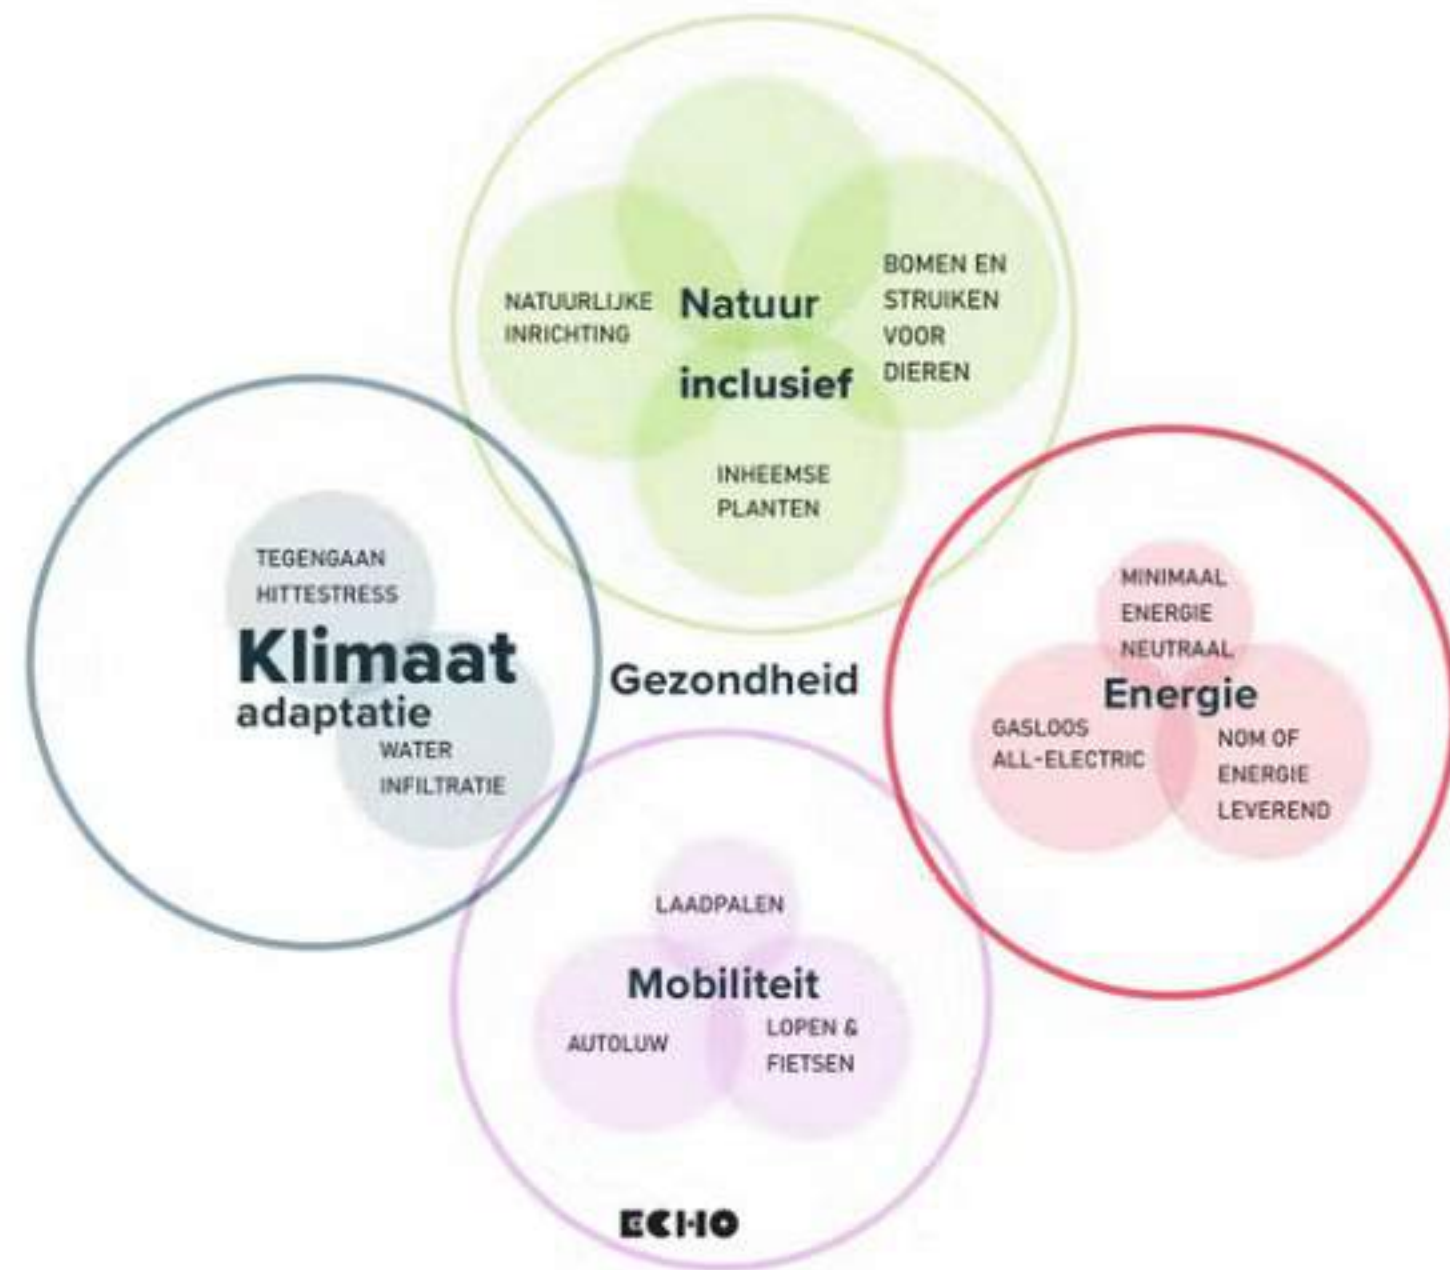 NATUURLIJKE
INRICHTING
Natuur
inclusief
BOMEN EN
STRUIKEN
VOOR
DIEREN
INHEEMSE
PLANTEN
TEGENGAAN
HITTESTRESS
Klimaat
adaptatie
WATER
INFILTRATIE
Gezondheid
MINIMAAL
ENERGIE
NEUTRAAL
Energie
GASLOOS
ALL-ELECTRIC
NOM OF
ENERGIE
LEVEREND
LAADPALEN
Mobiliteit
AUTOLUW
LOPEN &
FIETSEN
ECHO